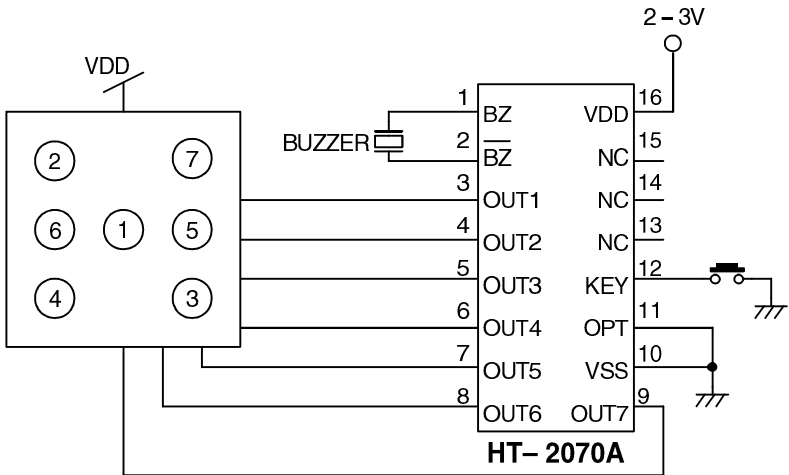 2 – 3V
VDD
1 BZ VDD 16
BUZZER
2 B̅Z̅ NC 15
3 OUT1 NC 14
4 OUT2 NC 13
5 OUT3 KEY 12
6 OUT4 OPT 11
7 OUT5 VSS 10
8 OUT6 OUT7 9
HT– 2070A
2 7
6 1 5
4 3